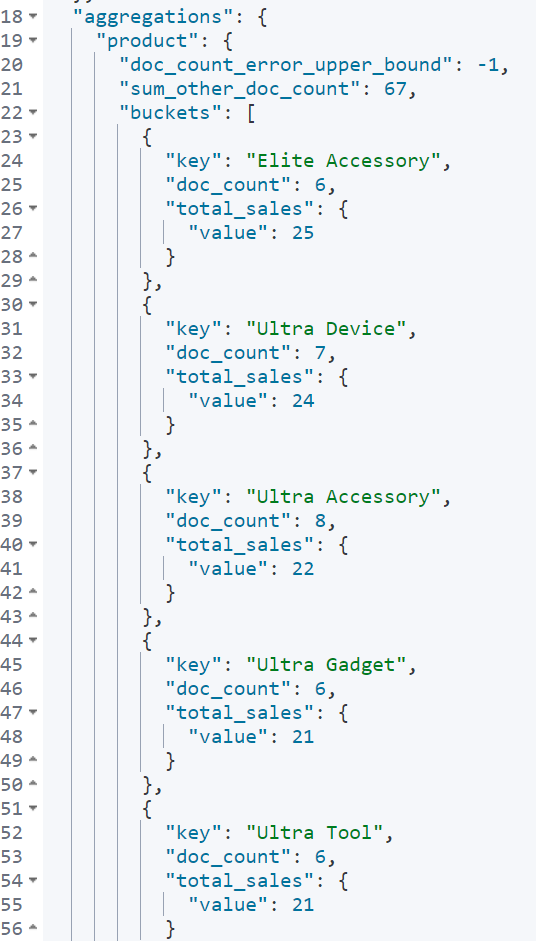 18 "aggregations": {
19 "product": {
20 "doc_count_error_upper_bound": -1,
21 "sum_other_doc_count": 67,
22 "buckets": [
23 {
24 "key": "Elite Accessory",
25 "doc_count": 6,
26 "total_sales": {
27 "value": 25
28 }
29 },
30 {
31 "key": "Ultra Device",
32 "doc_count": 7,
33 "total_sales": {
34 "value": 24
35 }
36 },
37 {
38 "key": "Ultra Accessory",
39 "doc_count": 8,
40 "total_sales": {
41 "value": 22
42 }
43 },
44 {
45 "key": "Ultra Gadget",
46 "doc_count": 6,
47 "total_sales": {
48 "value": 21
49 }
50 },
51 {
52 "key": "Ultra Tool",
53 "doc_count": 6,
54 "total_sales": {
55 "value": 21
56 }